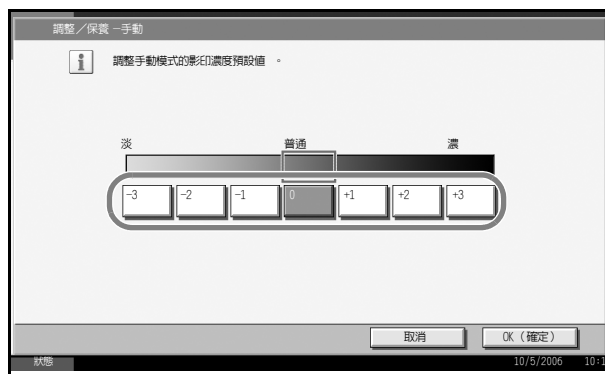 調整／保養 －手動
調整手動模式的影印濃度預設值 。
淡 普通 濃
-3 -2 -1 0 +1 +2 +3
取消 OK（確定）
狀態 10/5/2006 10:1